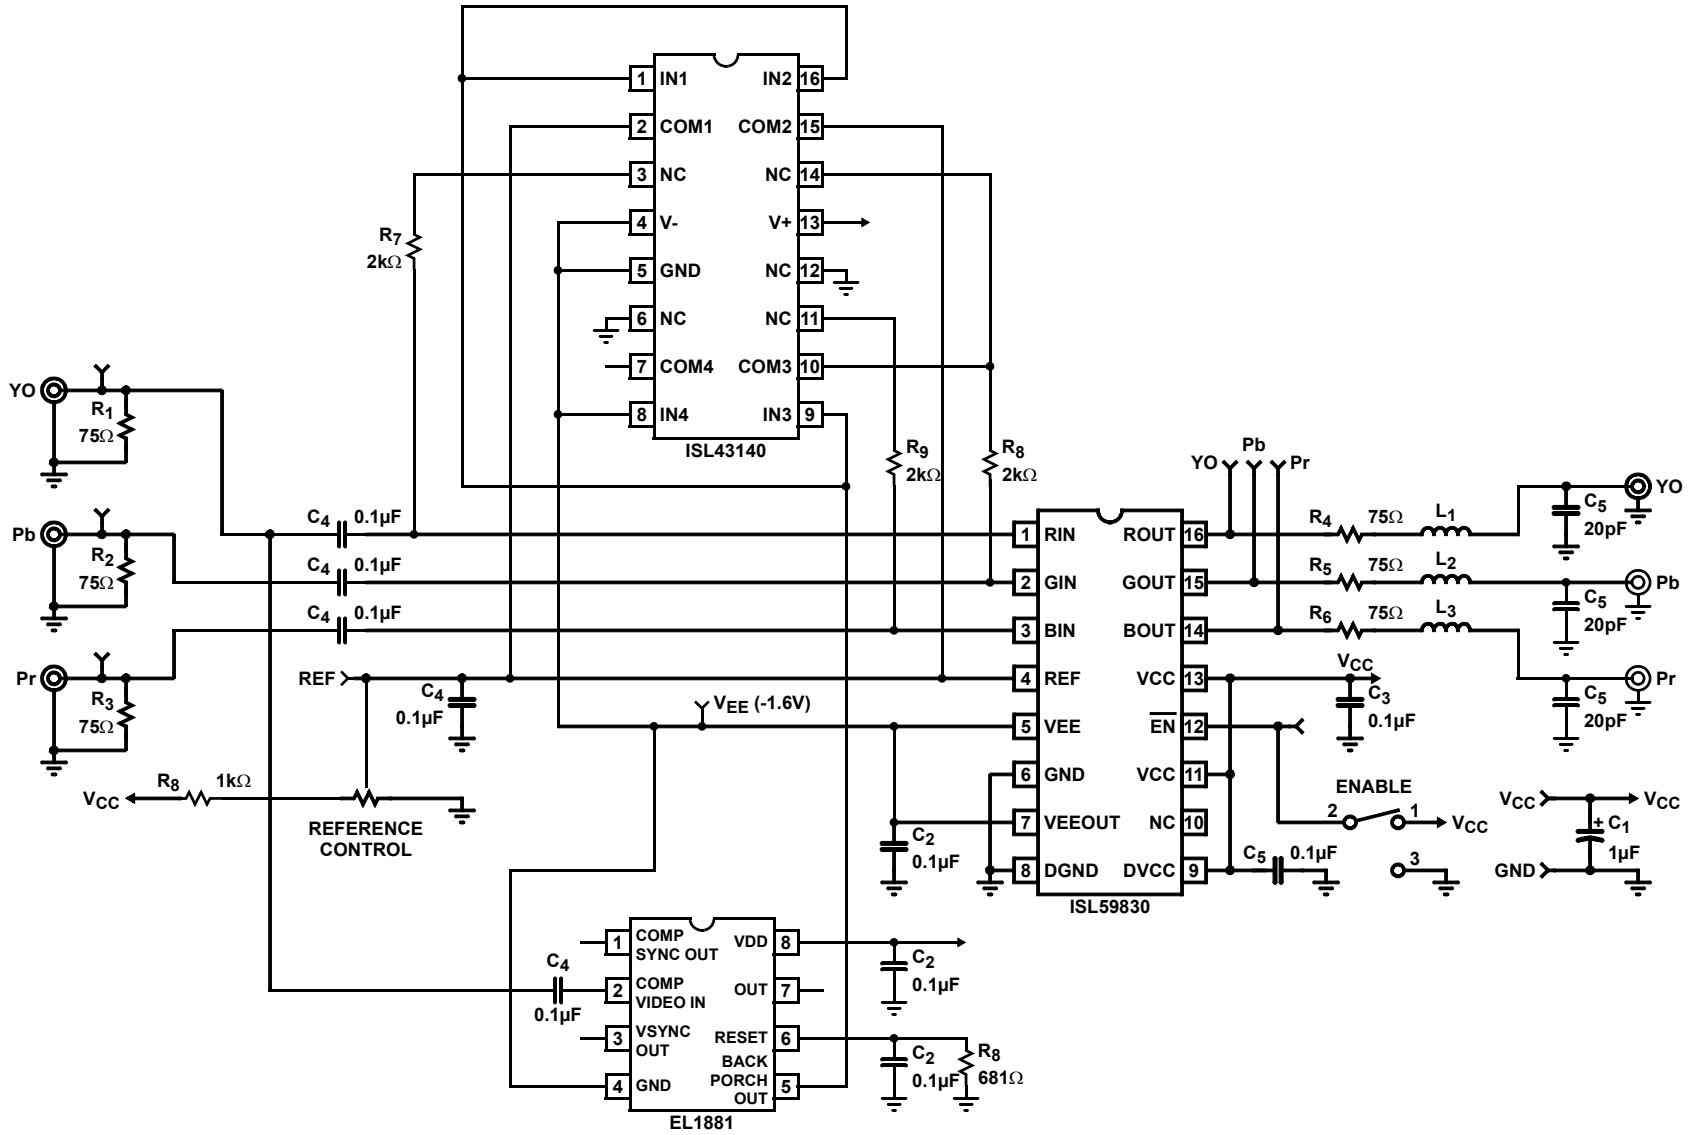 1 IN1 IN2 16
2 COM1 COM2 15
3 NC NC 14
4 V- V+ 13
5 GND NC 12
6 NC NC 11
7 COM4 COM3 10
8 IN4 IN3 9
ISL43140
R7
2kΩ
R9
2kΩ
R8
2kΩ
YO
R1
75Ω
Pb
R2
75Ω
Pr
R3
75Ω
C4 0.1µF
C4 0.1µF
C4 0.1µF
REF
C4
0.1µF
VEE (-1.6V)
VCC
R8 1kΩ
REFERENCE
CONTROL
C2
0.1µF
1 RIN ROUT 16
2 GIN GOUT 15
3 BIN BOUT 14
4 REF VCC 13
5 VEE EN 12
6 GND VCC 11
7 VEEOUT NC 10
8 DGND DVCC 9
ISL59830
YO Pb Pr
R4 75Ω L1
R5 75Ω L2
R6 75Ω L3
C5
20pF
YO
C5
20pF
Pb
C5
20pF
Pr
VCC
C3
0.1µF
ENABLE
2 1
VCC
3
C5 0.1µF
VCC VCC
+ C1
1µF
GND
1 COMP
SYNC OUT
VDD 8
2 COMP
VIDEO IN
OUT 7
3 VSYNC
OUT
RESET 6
4 GND
BACK
PORCH
OUT
5
EL1881
C4
0.1µF
C2
0.1µF
C2
0.1µF
R8
681Ω